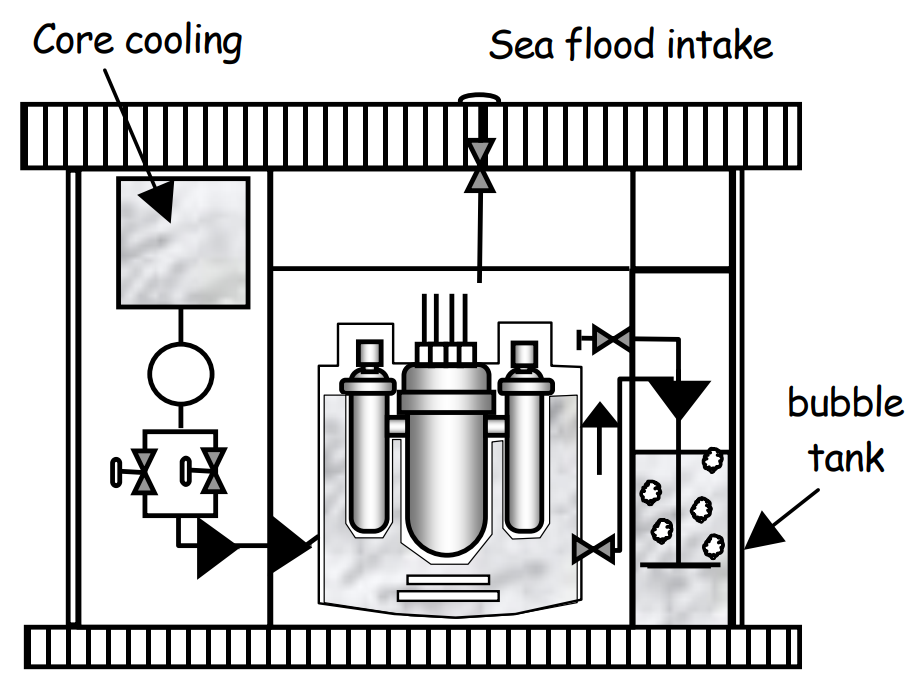 Core cooling
Sea flood intake
bubble
tank